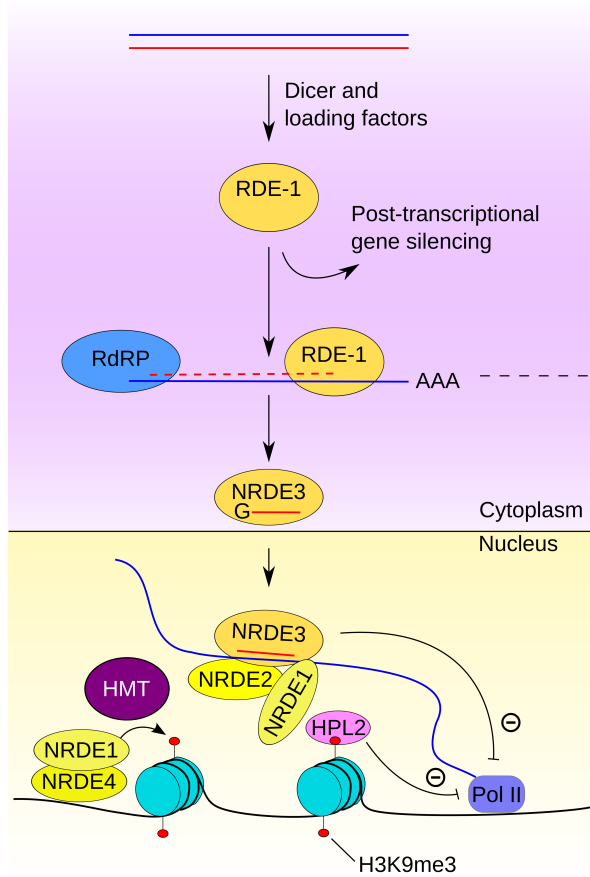 Dicer and
loading factors
RDE-1
Post-transcriptional
gene silencing
RdRP
RDE-1
AAA
NRDE3
G
Cytoplasm
Nucleus
NRDE3
NRDE2
NRDE1
HMT
HPL2
NRDE1
NRDE4
Pol II
H3K9me3